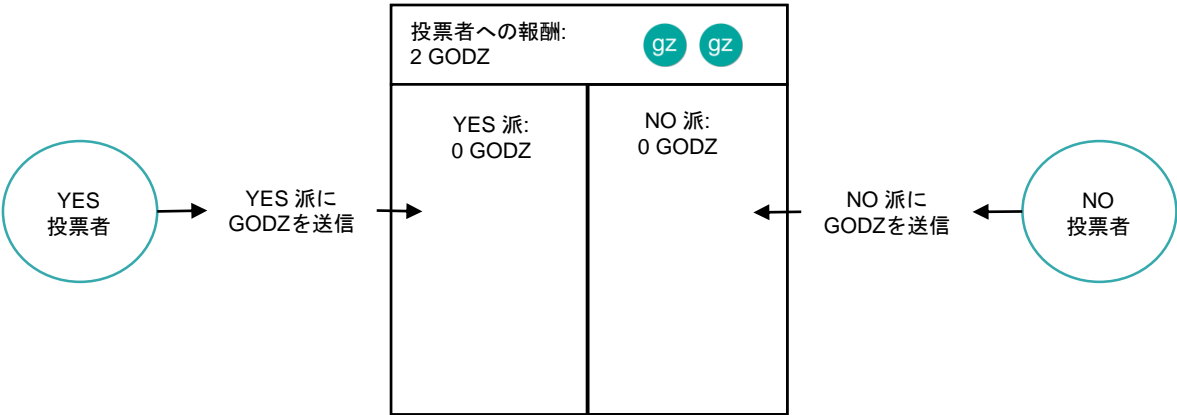 投票者への報酬:
2 GODZ
gz gz
YES 派:
0 GODZ
NO 派:
0 GODZ
YES
投票者
YES 派に
GODZを送信
NO 派に
GODZを送信
NO
投票者